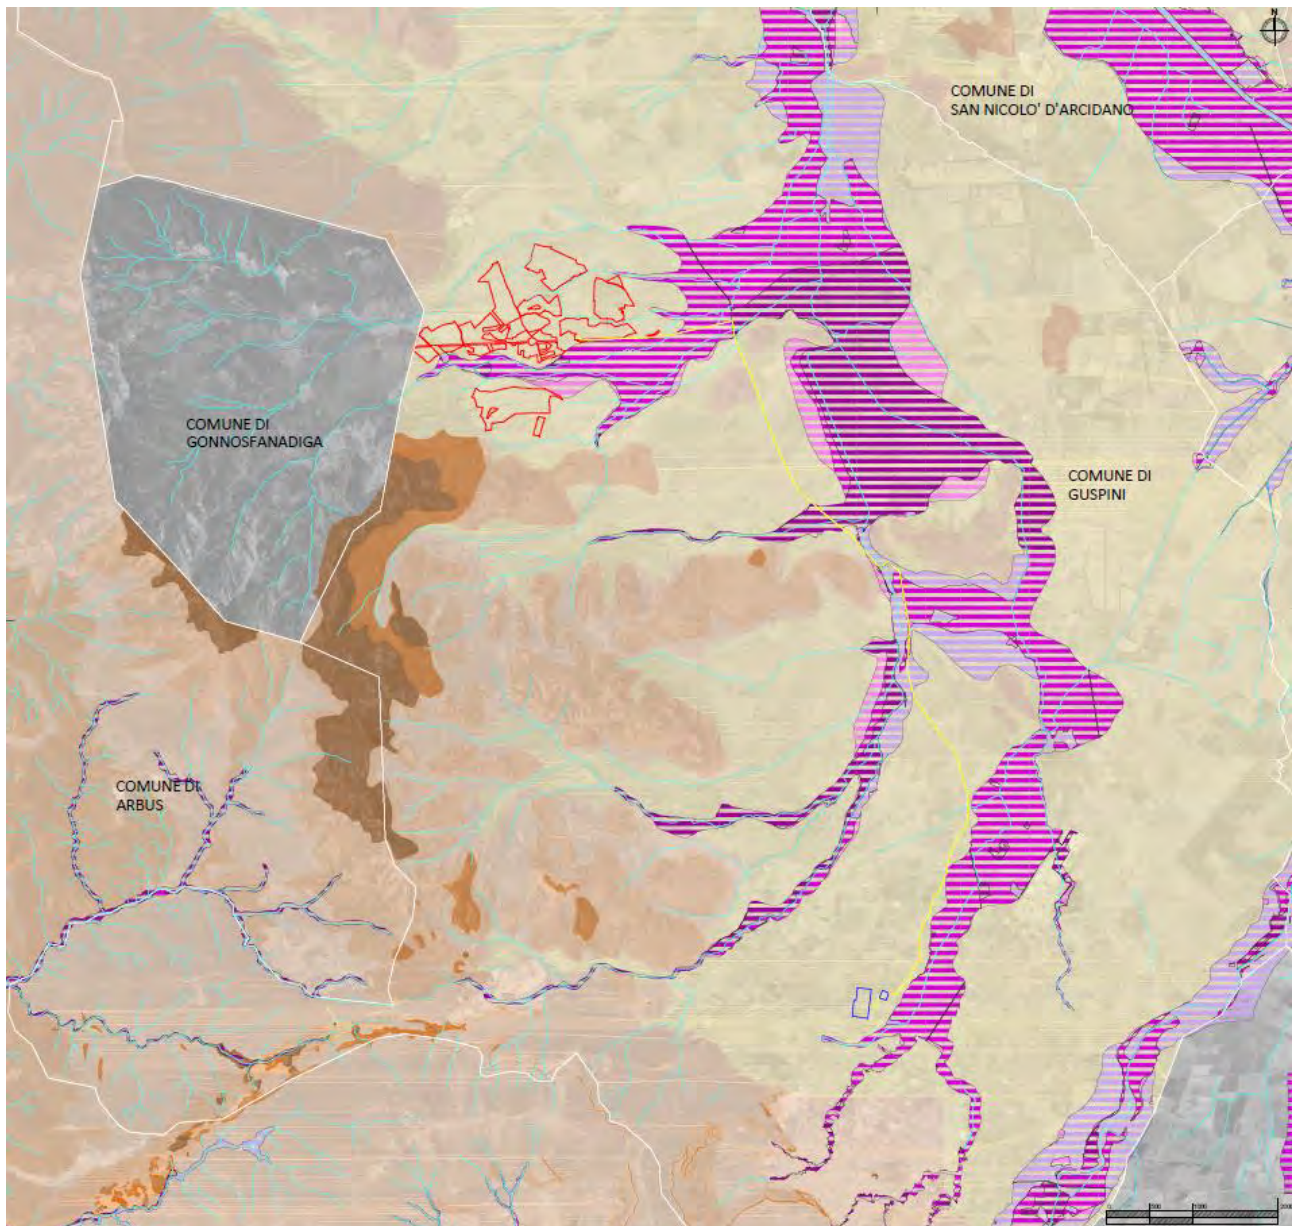 N
COMUNE DI
SAN NICOLO' D'ARCIDANO
COMUNE DI
GONNOSFANADIGA
COMUNE DI
GUSPINI
COMUNE DI
ARBUS